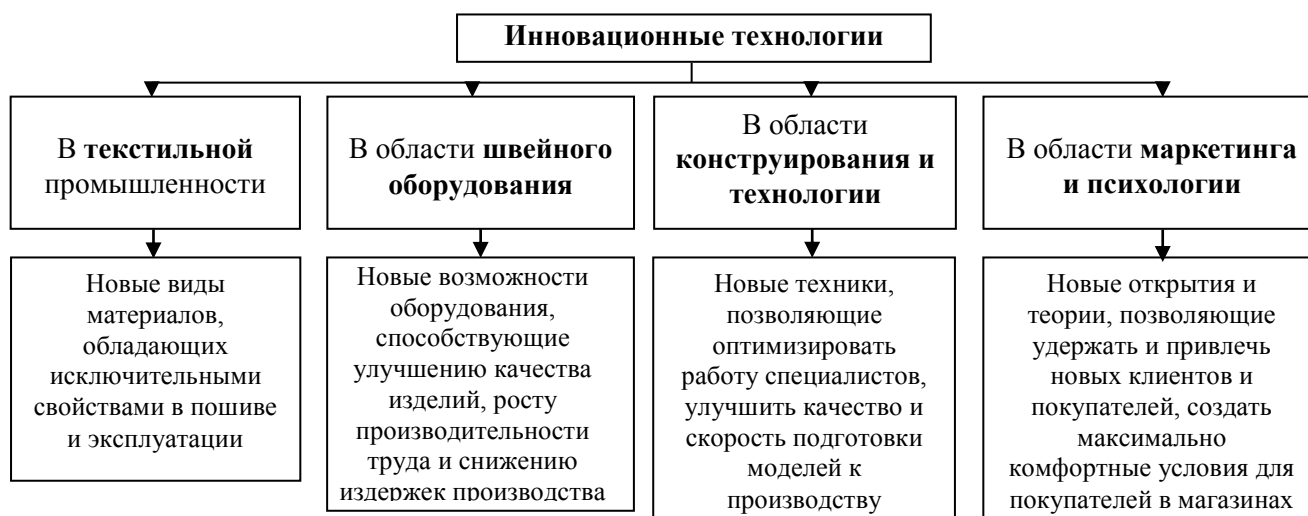 Инновационные технологии
В текстильной
промышленности
В области швейного
оборудования
В области
конструирования и
технологии
В области маркетинга
и психологии
Новые виды
материалов,
обладающих
исключительными
свойствами в пошиве
и эксплуатации
Новые возможности
оборудования,
способствующие
улучшению качества
изделий, росту
производительности
труда и снижению
издержек производства
Новые техники,
позволяющие
оптимизировать
работу специалистов,
улучшить качество и
скорость подготовки
моделей к
производству
Новые открытия и
теории, позволяющие
удержать и привлечь
новых клиентов и
покупателей, создать
максимально
комфортные условия для
покупателей в магазинах